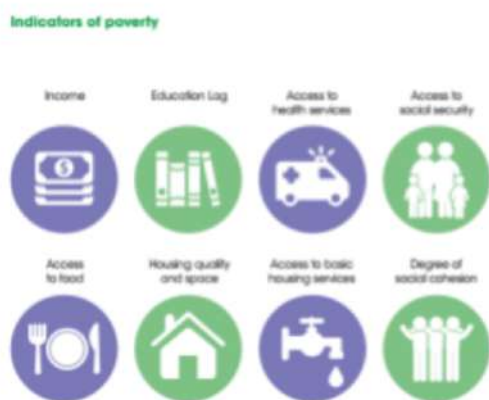 Indicators of poverty
Income
Education Lag
Access to
health services
Access to
social security
Access
to food
Housing quality
and space
Access to basic
housing services
Degree of
social cohesion